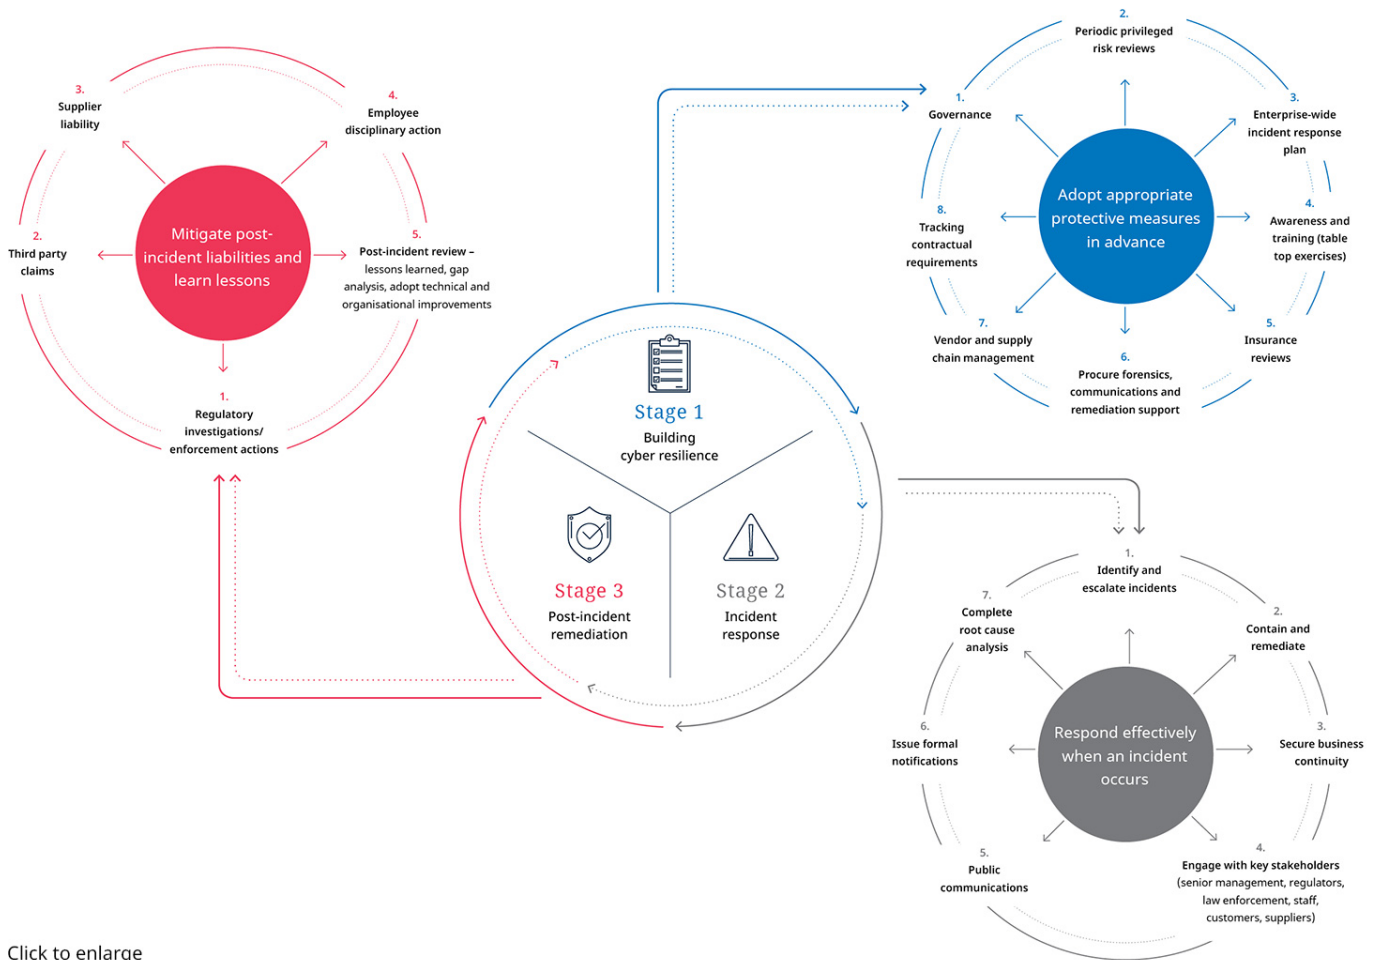 3.
Supplier
liability
4.
Employee
disciplinary action
2.
Third party
claims
Mitigate post-
incident liabilities and
learn lessons
5.
Post-incident review –
lessons learned, gap
analysis, adopt technical and
organisational improvements
1.
Regulatory
investigations/
enforcement actions
2.
Periodic privileged
risk reviews
1.
Governance
3.
Enterprise-wide
incident response
plan
Adopt appropriate
protective measures
in advance
8.
Tracking
contractual
requirements
4.
Awareness and
training (table
top exercises)
7.
Vendor and supply
chain management
5.
Insurance
reviews
6.
Procure forensics,
communications and
remediation support
Stage 1
Building
cyber resilience
Stage 3
Post-incident
remediation
Stage 2
Incident
response
1.
Identify and
escalate incidents
7.
Complete
root cause
analysis
2.
Contain and
remediate
6.
Issue formal
notifications
Respond effectively
when an incident
occurs
3.
Secure business
continuity
5.
Public
communications
4.
Engage with key stakeholders
(senior management, regulators,
law enforcement, staff,
customers, suppliers)
Click to enlarge